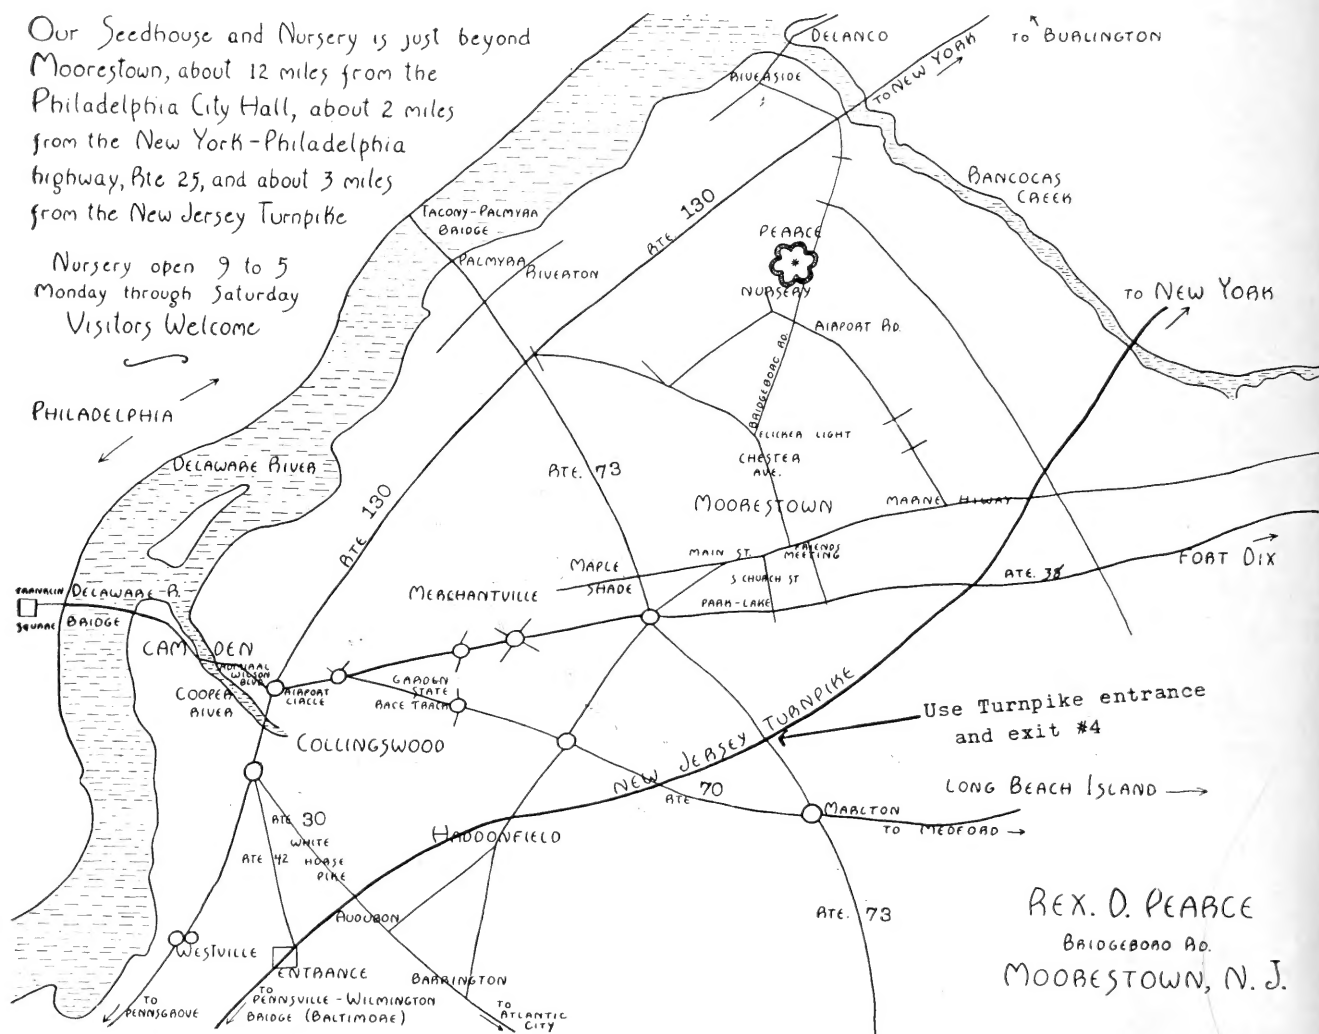 Our Seedhouse and Nursery is just beyond
Moorestown, about 12 miles from the
Philadelphia City Hall, about 2 miles
from the New York-Philadelphia
highway, Rte 25, and about 3 miles
from the New Jersey Turnpike
Nursery open 9 to 5
Monday through Saturday
Visitors Welcome
DELANCO
TO BURLINGTON
RIVERSIDE
TO NEW YORK
RANCOCAS
CREEK
TACONY-PALMYRA
BRIDGE
RTE. 130
PEARCE
NURSERY
PALMYRA
RIVERTON
TO NEW YORK
AIRPORT RD.
BRIDGEBORO RD.
PHILADELPHIA
FLICKER LIGHT
CHESTER
AVE.
DELAWARE RIVER
RTE. 73
RTE 130
MOORESTOWN
MARNE HIWAY
MAIN ST.
FRIENDS
MEETING
FORT DIX
MAPLE
SHADE
S CHURCH ST
RTE. 38
PARK-LAKE
MERCHANTVILLE
FRANKLIN
SQUARE
DELAWARE-R.
BRIDGE
CAMDEN
ADMIRAL
WILSON
BLVD
COOPER
RIVER
AIRPORT
CIRCLE
GARDEN
STATE
RACE TRACK
COLLINGSWOOD
NEW JERSEY TURNPIKE
Use Turnpike entrance
and exit #4
RTE 70
LONG BEACH ISLAND
MARLTON
TO MEDFORD
RTE 30
WHITE
HORSE
PIKE
RTE 42
HADDONFIELD
AUDUBON
RTE. 73
REX. D. PEARCE
BRIDGEBORO RD.
MOORESTOWN, N. J.
WESTVILLE
ENTRANCE
BARRINGTON
TO
PENNSGROVE
TO
PENNSVILLE-WILMINGTON
BRIDGE (BALTIMORE)
TO
ATLANTIC
CITY